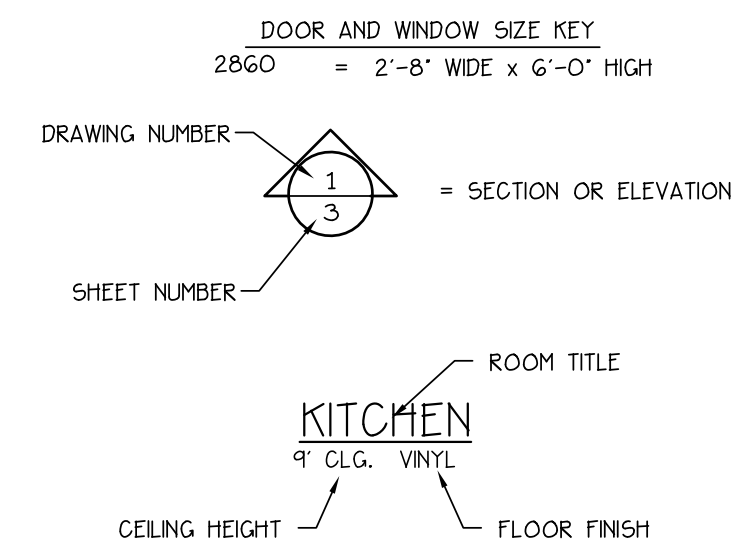 DOOR AND WINDOW SIZE KEY
2860 = 2'-8" WIDE x 6'-0" HIGH
DRAWING NUMBER
1
= SECTION OR ELEVATION
3
SHEET NUMBER
ROOM TITLE
KITCHEN
9' CLG. VINYL
CEILING HEIGHT
FLOOR FINISH